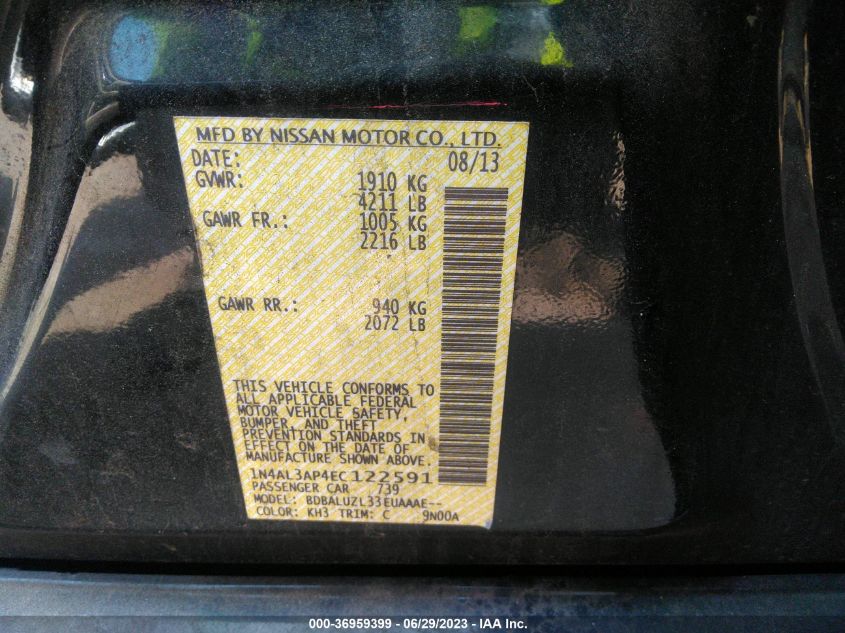 MFD BY NISSAN MOTOR CO., LTD.
DATE: 08/13
GVWR: 1910 KG
4211 LB
GAWR FR.: 1005 KG
2216 LB
GAWR RR.: 940 KG
2072 LB
THIS VEHICLE CONFORMS TO
ALL APPLICABLE FEDERAL
MOTOR VEHICLE SAFETY,
BUMPER, AND THEFT
PREVENTION STANDARDS IN
EFFECT ON THE DATE OF
MANUFACTURE SHOWN ABOVE.
1N4AL3AP4EC122591
PASSENGER CAR 739
MODEL: BDBALUZL33EUAAAE--
COLOR: KH3 TRIM: C 9N00A
000-36959399 - 06/29/2023 - IAA Inc.